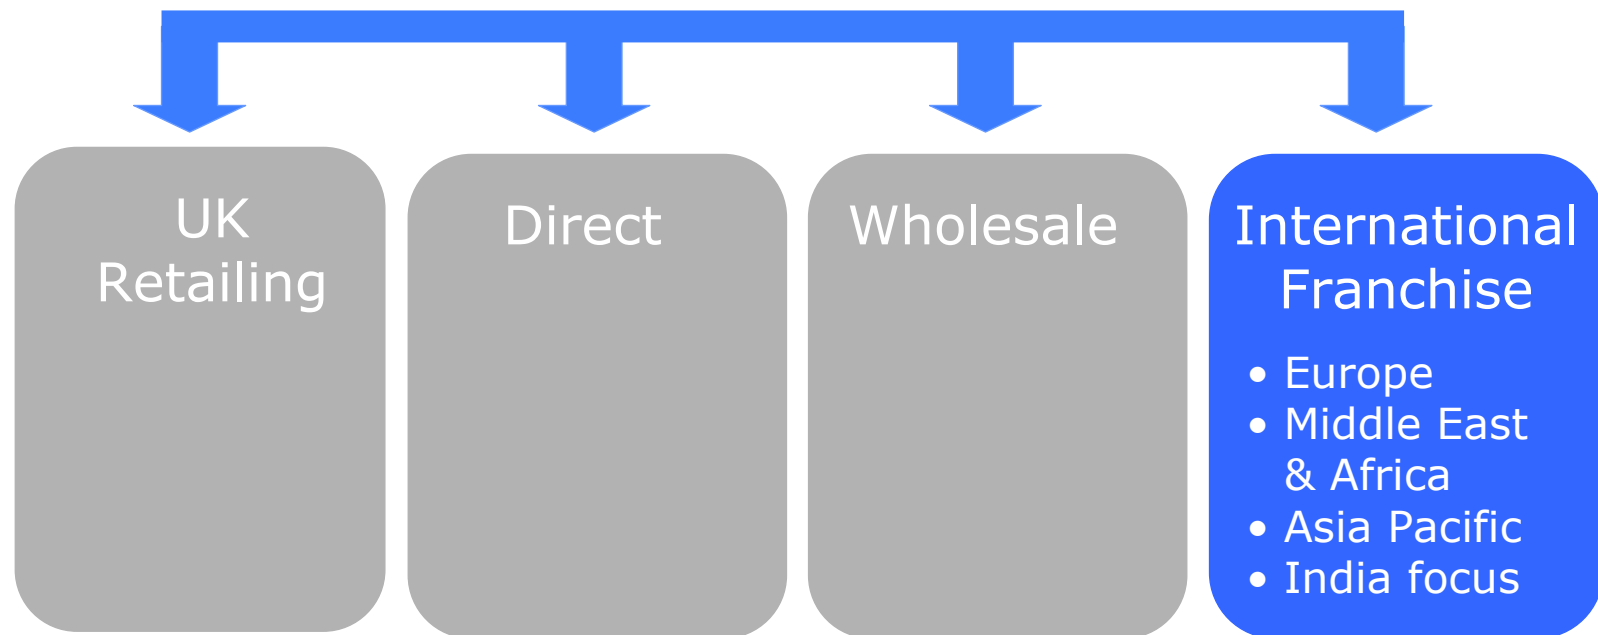 UK
Retailing
Direct
Wholesale
International
Franchise
• Europe
• Middle East
& Africa
• Asia Pacific
• India focus